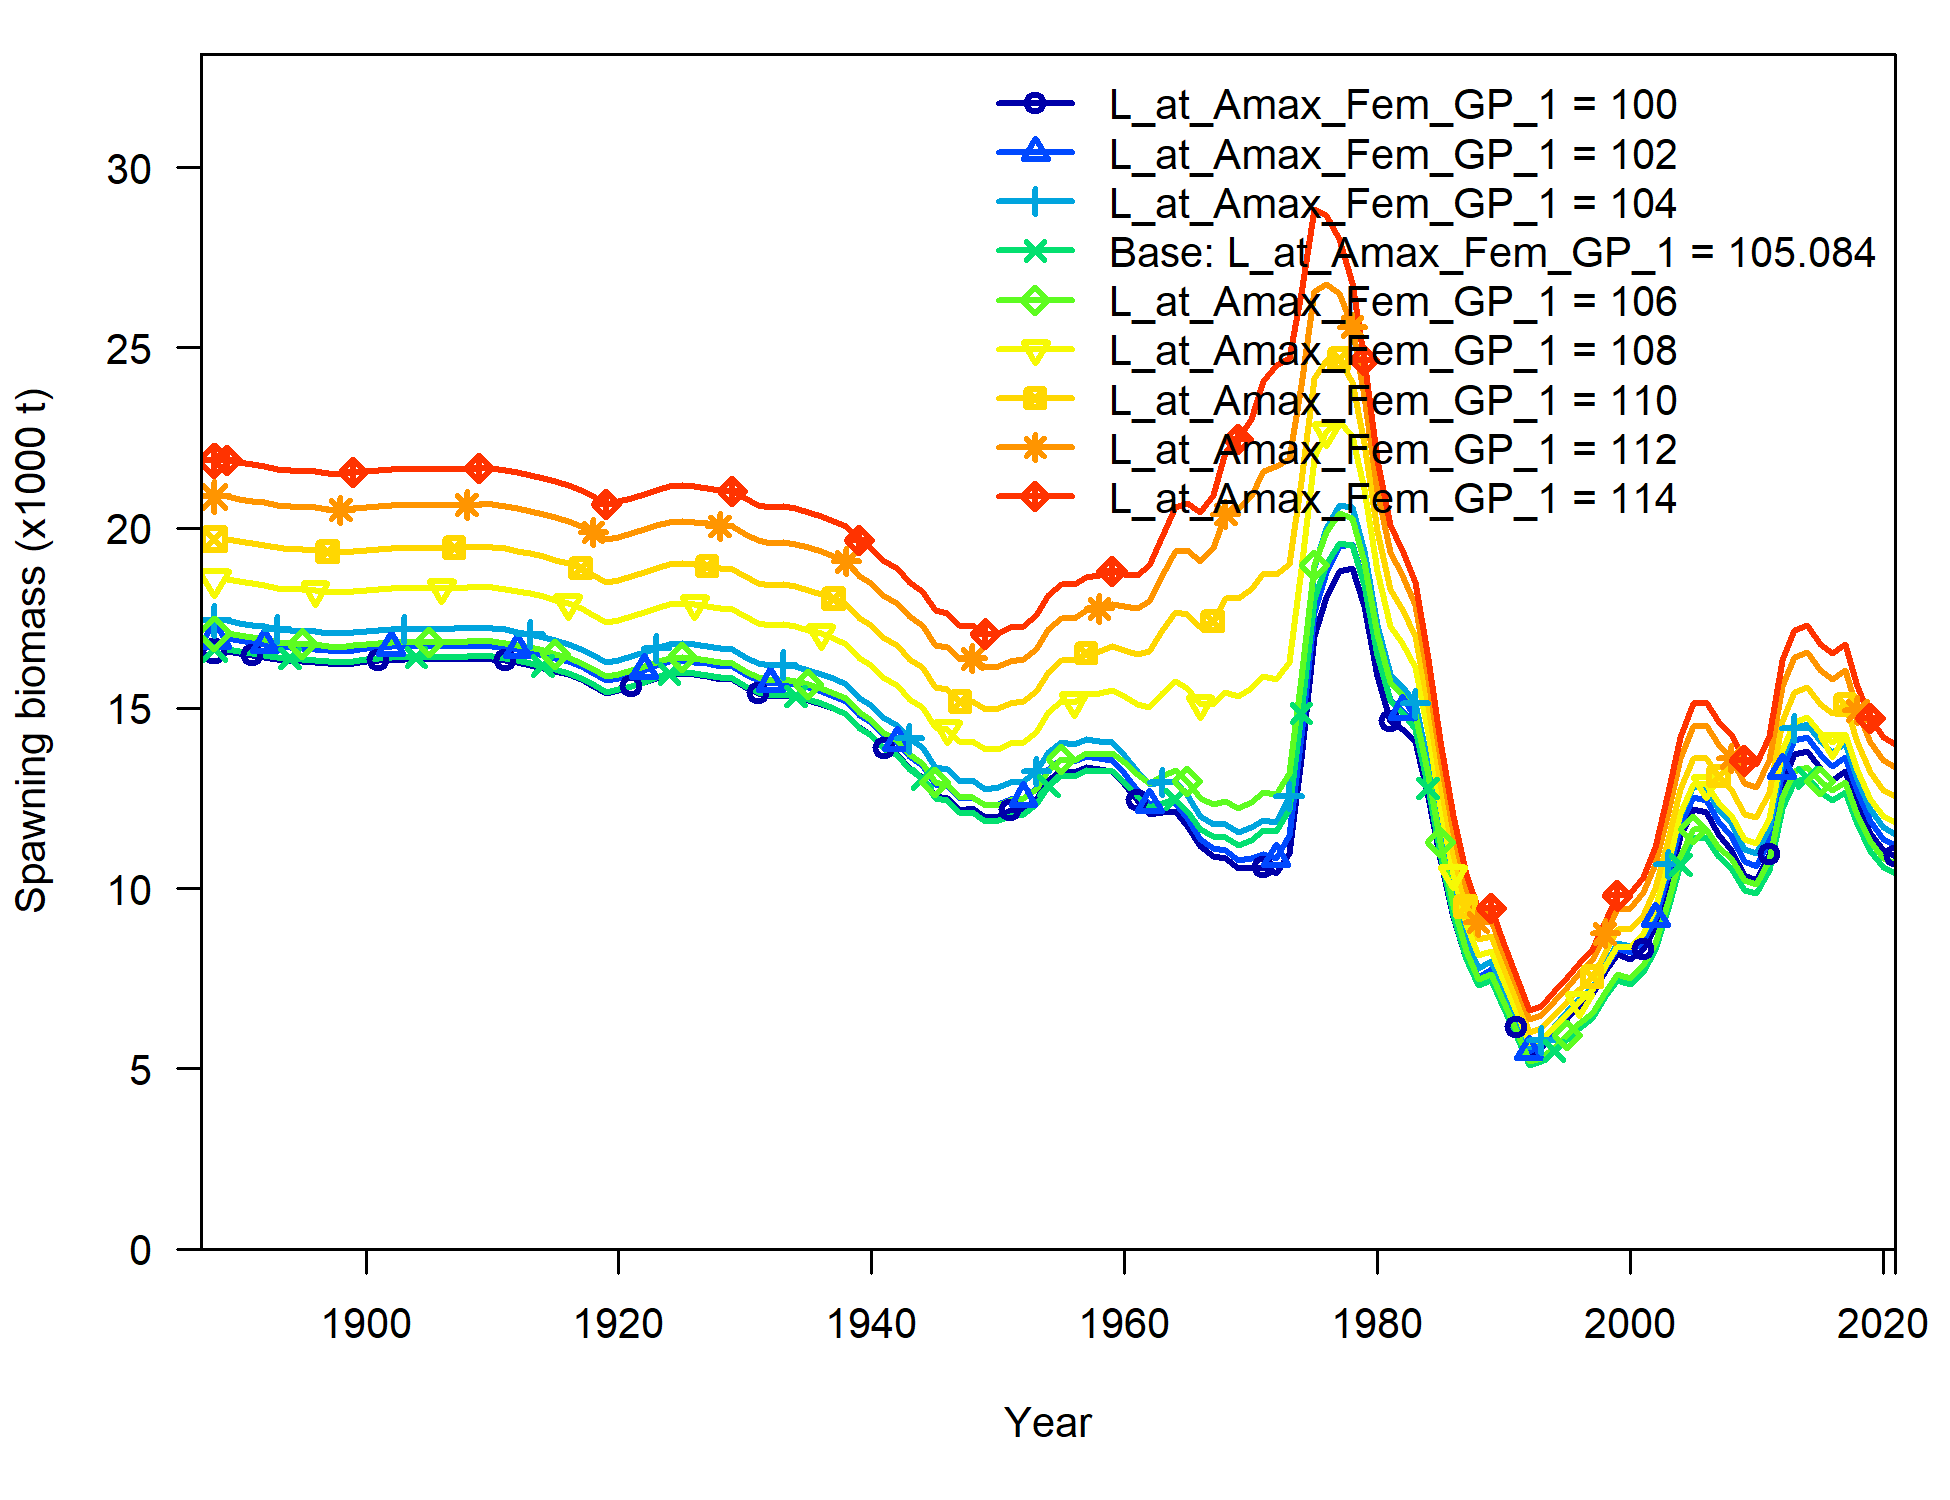 L_at_Amax_Fem_GP_1 = 100
L_at_Amax_Fem_GP_1 = 102
L_at_Amax_Fem_GP_1 = 104
Base: L_at_Amax_Fem_GP_1 = 105.084
L_at_Amax_Fem_GP_1 = 106
L_at_Amax_Fem_GP_1 = 108
L_at_Amax_Fem_GP_1 = 110
L_at_Amax_Fem_GP_1 = 112
L_at_Amax_Fem_GP_1 = 114
Spawning biomass (x1000 t)
30
25
20
15
10
5
0
1900 1920 1940 1960 1980 2000 2020
Year